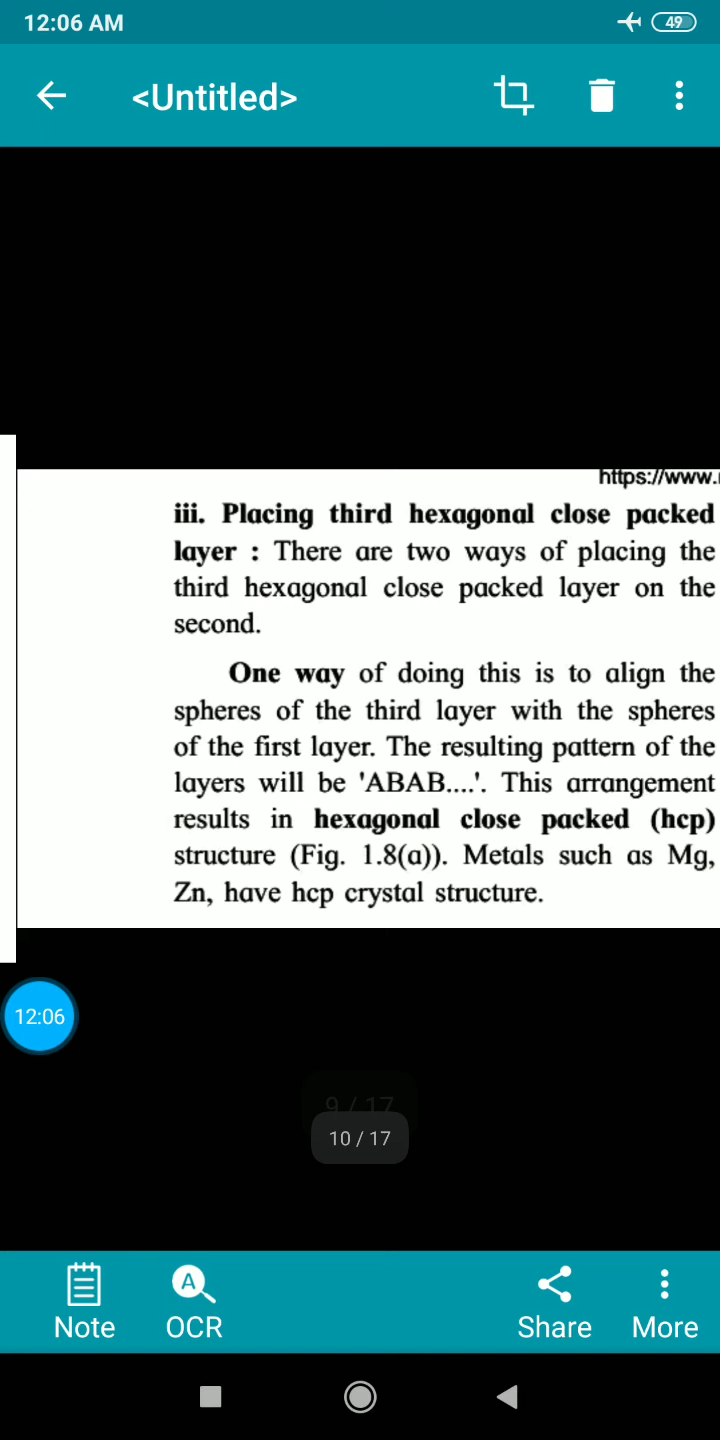 12:06 AM
49
<Untitled>
https://www.
iii. Placing third hexagonal close packed
layer : There are two ways of placing the
third hexagonal close packed layer on the
second.
One way of doing this is to align the
spheres of the third layer with the spheres
of the first layer. The resulting pattern of the
layers will be 'ABAB....'. This arrangement
results in hexagonal close packed (hcp)
structure (Fig. 1.8(a)). Metals such as Mg,
Zn, have hcp crystal structure.
12:06
9 / 17
10 / 17
A
Note
OCR
Share
More